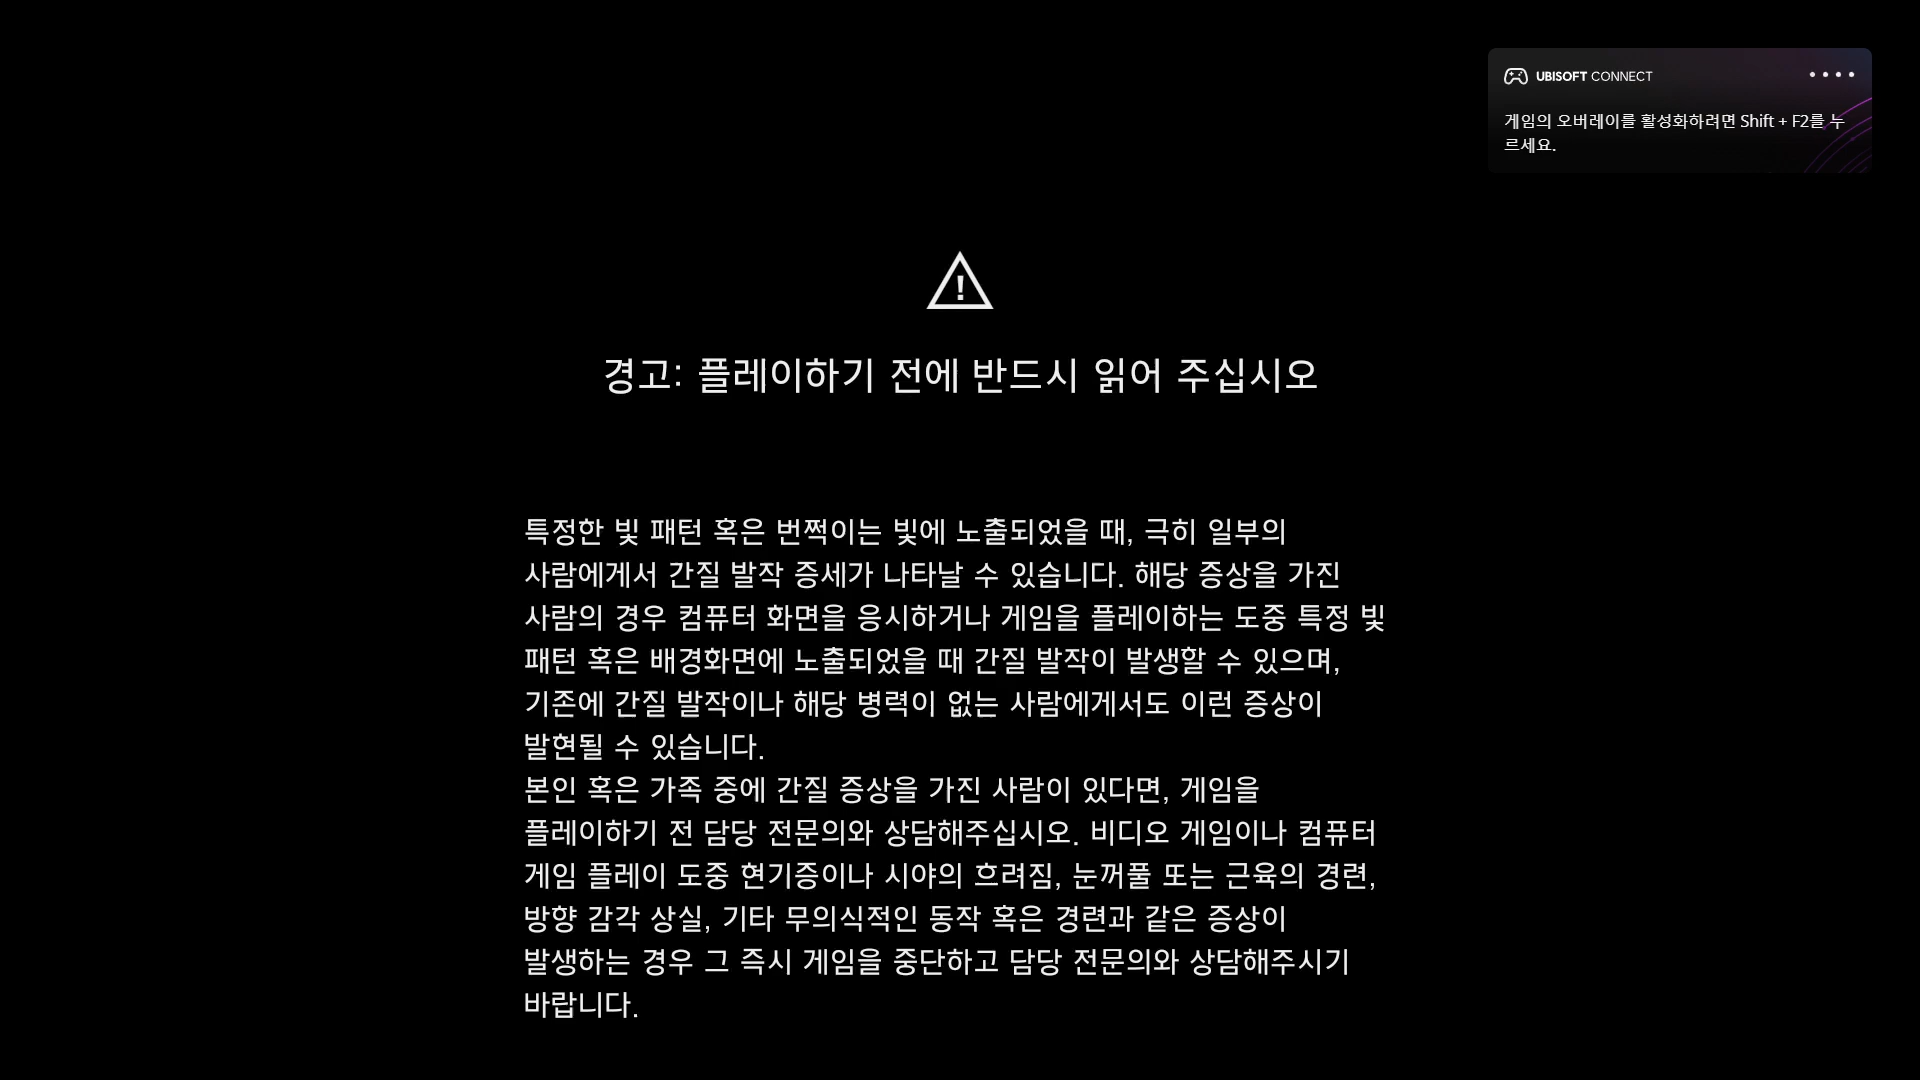 UBISOFT CONNECT
게임의 오버레이를 활성화하려면 Shift + F2를 누
르세요.
경고: 플레이하기 전에 반드시 읽어 주십시오
특정한 빛 패턴 혹은 번쩍이는 빛에 노출되었을 때, 극히 일부의
사람에게서 간질 발작 증세가 나타날 수 있습니다. 해당 증상을 가진
사람의 경우 컴퓨터 화면을 응시하거나 게임을 플레이하는 도중 특정 빛
패턴 혹은 배경화면에 노출되었을 때 간질 발작이 발생할 수 있으며,
기존에 간질 발작이나 해당 병력이 없는 사람에게서도 이런 증상이
발현될 수 있습니다.
본인 혹은 가족 중에 간질 증상을 가진 사람이 있다면, 게임을
플레이하기 전 담당 전문의와 상담해주십시오. 비디오 게임이나 컴퓨터
게임 플레이 도중 현기증이나 시야의 흐려짐, 눈꺼풀 또는 근육의 경련,
방향 감각 상실, 기타 무의식적인 동작 혹은 경련과 같은 증상이
발생하는 경우 그 즉시 게임을 중단하고 담당 전문의와 상담해주시기
바랍니다.